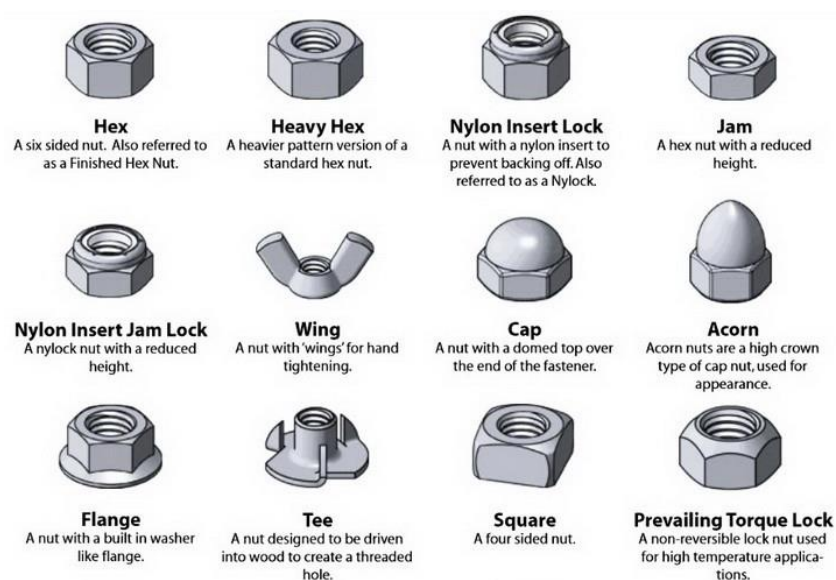 Hex
A six sided nut. Also referred to
as a Finished Hex Nut.
Heavy Hex
A heavier pattern version of a
standard hex nut.
Nylon Insert Lock
A nut with a nylon insert to
prevent backing off. Also
referred to as a Nylock.
Jam
A hex nut with a reduced
height.
Nylon Insert Jam Lock
A nylock nut with a reduced
height.
Wing
A nut with 'wings' for hand
tightening.
Cap
A nut with a domed top over
the end of the fastener.
Acorn
Acorn nuts are a high crown
type of cap nut, used for
appearance.
Flange
A nut with a built in washer
like flange.
Tee
A nut designed to be driven
into wood to create a threaded
hole.
Square
A four sided nut.
Prevailing Torque Lock
A non-reversible lock nut used
for high temperature applica-
tions.